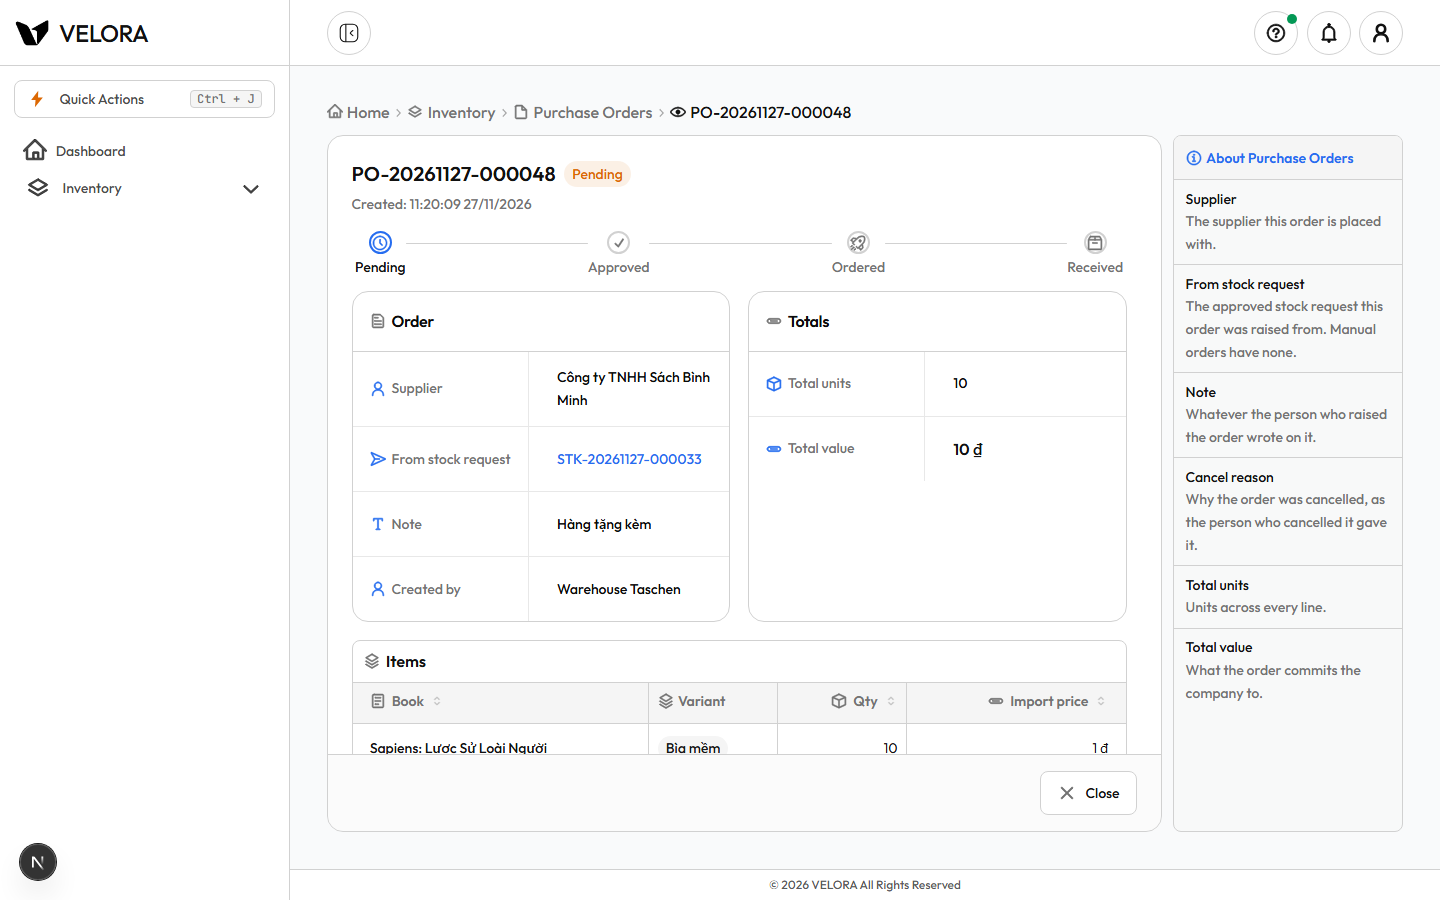 VELORA
Quick Actions
Ctrl + J
Dashboard
Inventory
Home
Inventory
Purchase Orders
PO-20261127-000048
PO-20261127-000048
Pending
Created: 11:20:09 27/11/2026
Pending
Approved
Ordered
Received
Order
Supplier
Công ty TNHH Sách Bình
Minh
From stock request
STK-20261127-000033
Note
Hàng tặng kèm
Created by
Warehouse Taschen
Totals
Total units
10
Total value
10 ₫
Items
Book
Variant
Qty
Import price
Sapiens: Lược Sử Loài Người
Bìa mềm
10
1 ₫
Close
About Purchase Orders
Supplier
The supplier this order is placed
with.
From stock request
The approved stock request this
order was raised from. Manual
orders have none.
Note
Whatever the person who raised
the order wrote on it.
Cancel reason
Why the order was cancelled, as
the person who cancelled it gave
it.
Total units
Units across every line.
Total value
What the order commits the
company to.
N
© 2026 VELORA All Rights Reserved